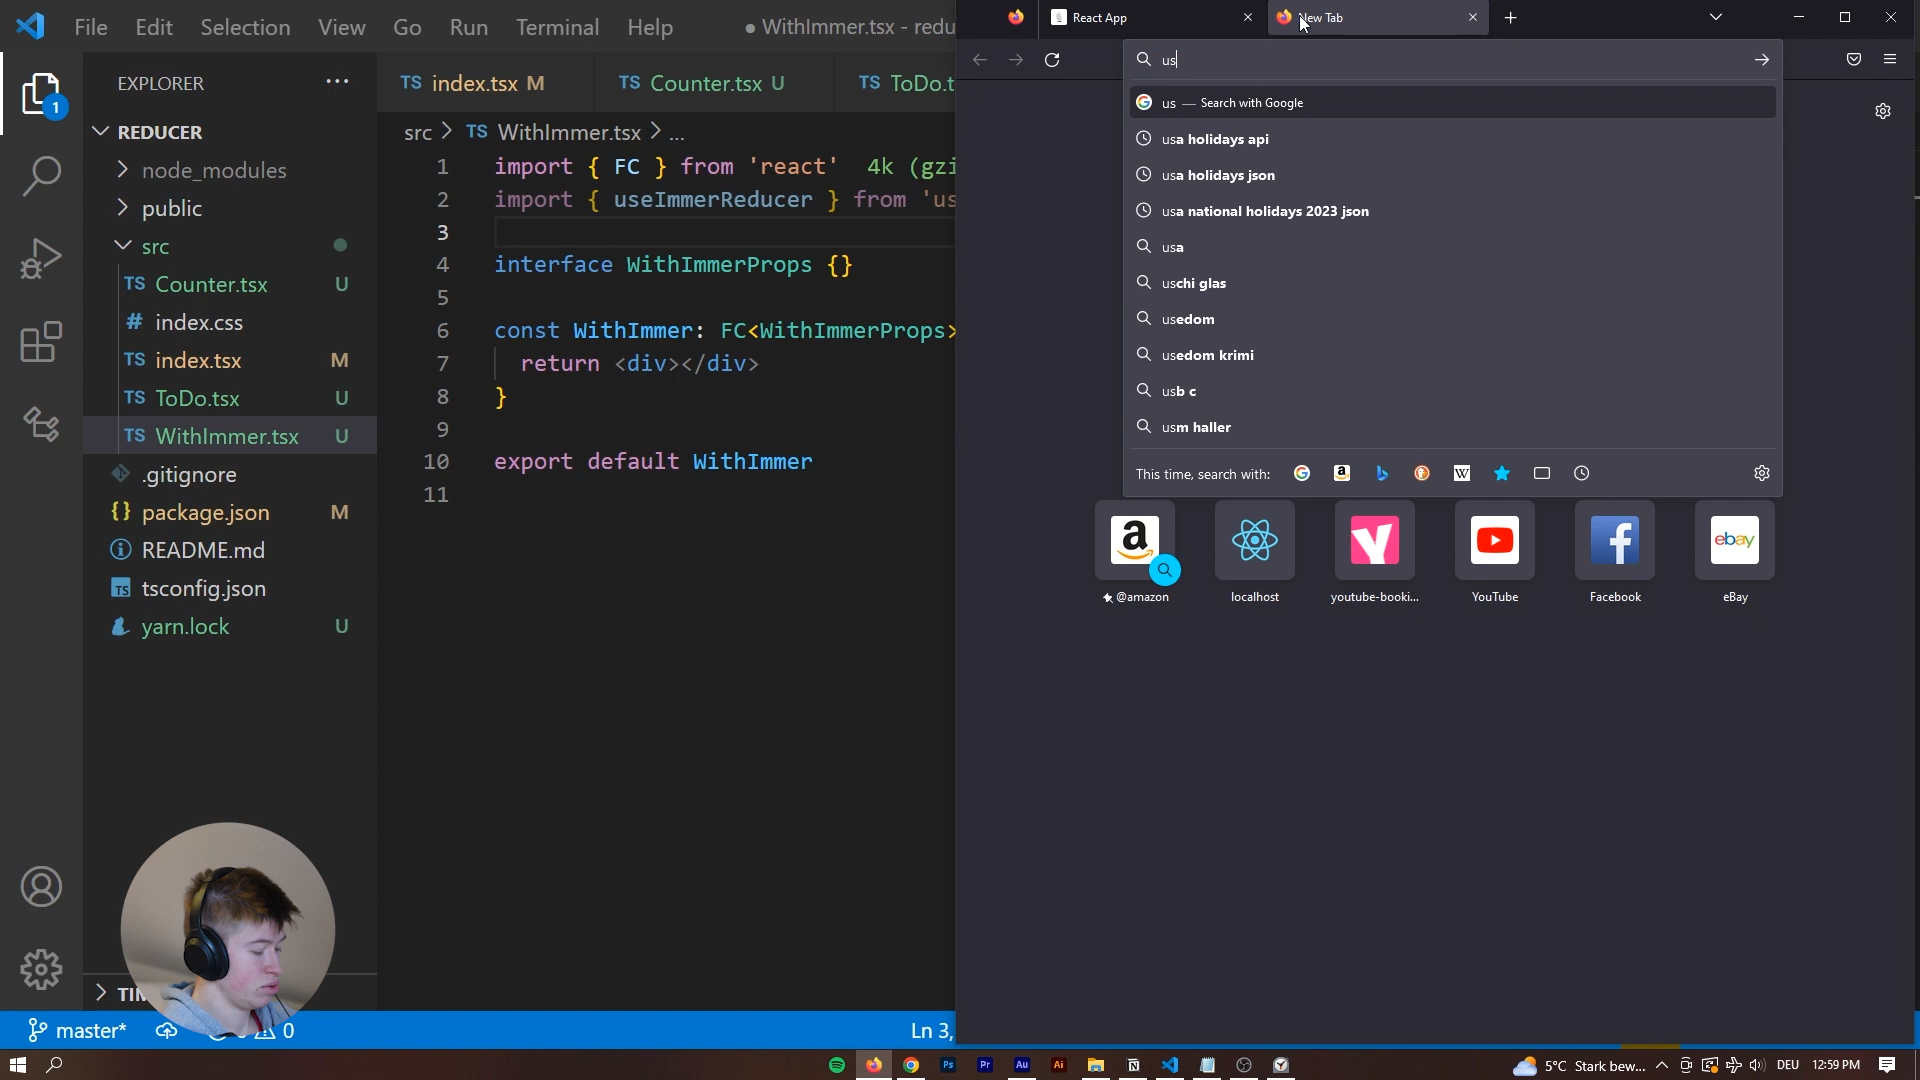 File Edit Selection View Go Run Terminal Help
● WithImmer.tsx - redu
EXPLORER ...
1
REDUCER
node_modules
public
src
TS Counter.tsx U
# index.css
TS index.tsx M
TS ToDo.tsx U
TS WithImmer.tsx U
.gitignore
{} package.json M
README.md
TS tsconfig.json
yarn.lock U
TS index.tsx M
TS Counter.tsx U
TS ToDo.t
src > TS WithImmer.tsx > ...
1 import { FC } from 'react' 4k (gzi
2 import { useImmerReducer } from 'us
3
4 interface WithImmerProps {}
5
6 const WithImmer: FC<WithImmerProps>
7 return <div></div>
8 }
9
10 export default WithImmer
11
master*
0
Ln 3,
React App
New Tab
us
us — Search with Google
usa holidays api
usa holidays json
usa national holidays 2023 json
usa
uschi glas
usedom
usedom krimi
usb c
usm haller
This time, search with:
@amazon
localhost
youtube-booki...
YouTube
Facebook
ebay
eBay
Ps
Pr
Au
Ai
5°C Stark bew...
DEU
12:59 PM